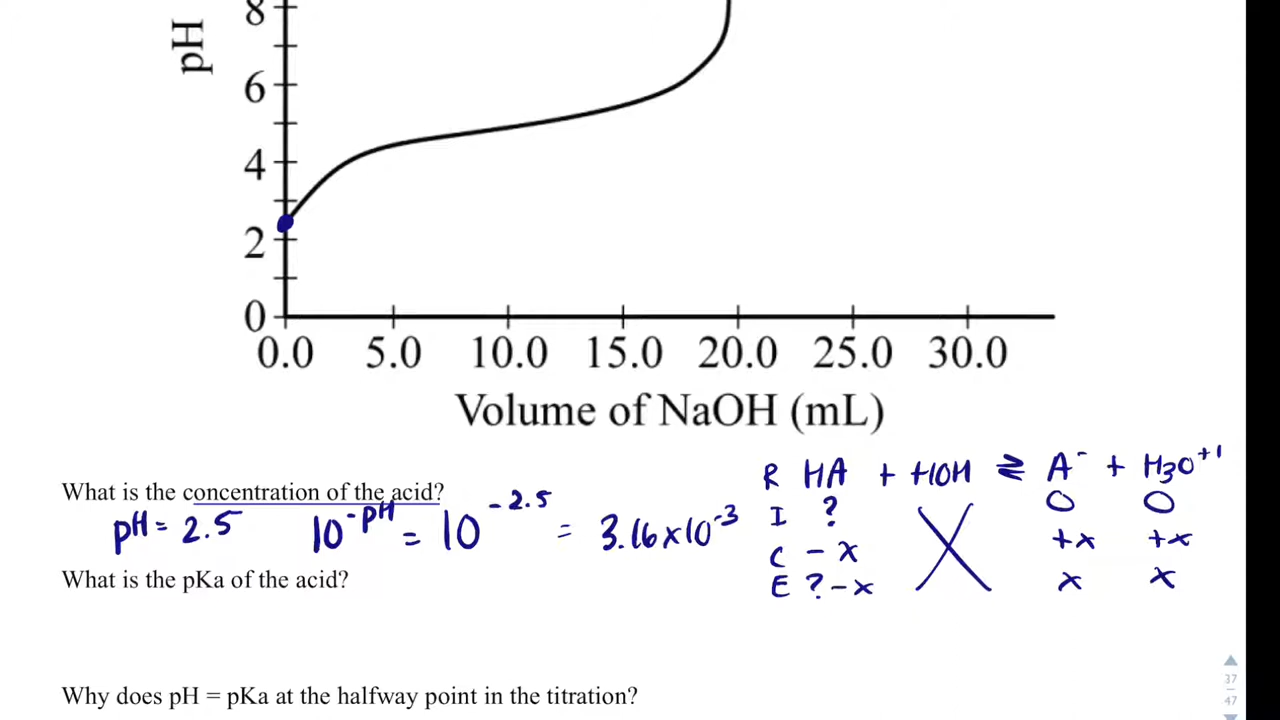 8
pH
6
4
2
0
0.0 5.0 10.0 15.0 20.0 25.0 30.0
Volume of NaOH (mL)
R HA + HOH ⇌ A⁻ + H₃O⁺¹
What is the concentration of the acid?
I ? 0 0
pH = 2.5 10^-pH = 10^-2.5 = 3.16x10^-3
C - x +x +x
What is the pKa of the acid?
E ? - x x x
Why does pH = pKa at the halfway point in the titration?
37
47